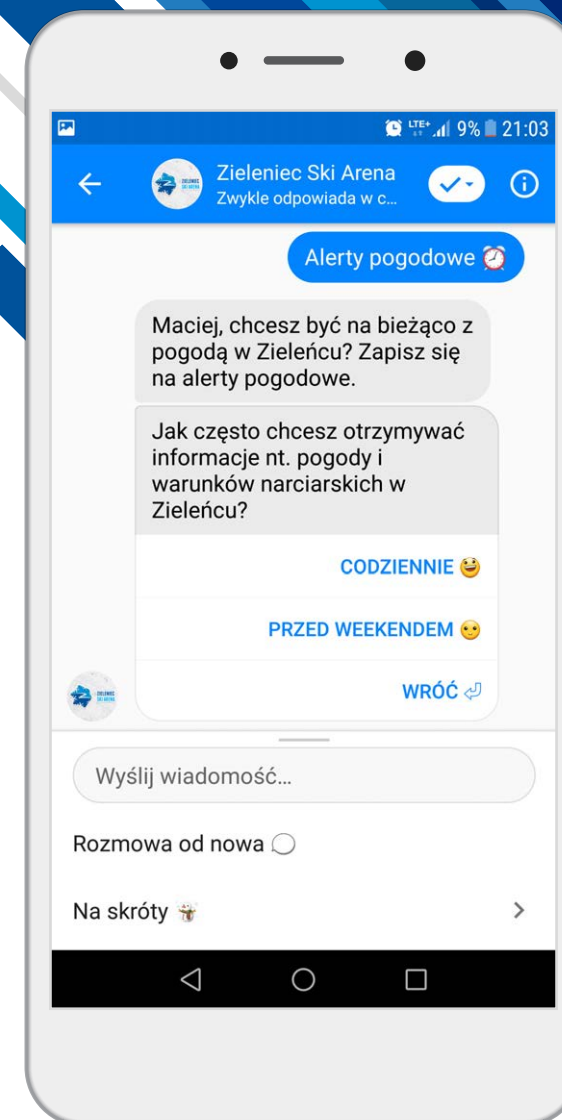 LTE+ 9% 21:03
Zieleniec Ski Arena
Zwykle odpowiada w c...
Alerty pogodowe ⏰
Maciej, chcesz być na bieżąco z
pogodą w Zieleńcu? Zapisz się
na alerty pogodowe.
Jak często chcesz otrzymywać
informacje nt. pogody i
warunków narciarskich w
Zieleńcu?
CODZIENNIE 😆
PRZED WEEKENDEM 🙂
WRÓĆ
Wyślij wiadomość...
Rozmowa od nowa 💭
Na skróty